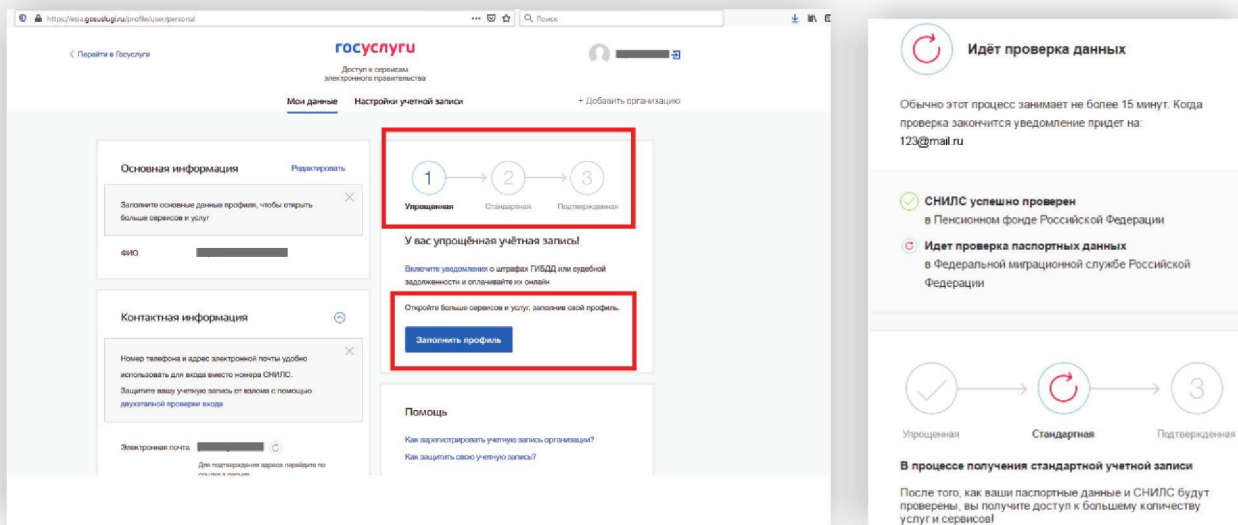 https://esia.gosuslugi.ru/profile/user/personal
Поиск
Перейти в Госуслуги
госуслуги
Доступ к сервисам
электронного правительства
Мои данные
Настройки учетной записи
+ Добавить организацию
Основная информация
Редактировать
Заполните основные данные профиля, чтобы открыть
больше сервисов и услуг
ФИО
Контактная информация
Номер телефона и адрес электронной почты удобно
использовать для входа вместо номера СНИЛС.
Защитите вашу учетную запись от взлома с помощью
двухэтапной проверки входа
Электронная почта
Для подтверждения адреса перейдите по
1
2
3
Упрощенная
Стандартная
Подтвержденная
У вас упрощённая учётная запись!
Включите уведомления о штрафах ГИБДД или судебной
задолженности и оплачивайте их онлайн
Откройте больше сервисов и услуг, заполнив свой профиль.
Заполнить профиль
Помощь
Как зарегистрировать учетную запись организации?
Как защитить свою учетную запись?
Идёт проверка данных
Обычно этот процесс занимает не более 15 минут. Когда
проверка закончится уведомление придет на:
123@mail.ru
СНИЛС успешно проверен
в Пенсионном фонде Российской Федерации
Идет проверка паспортных данных
в Федеральной миграционной службе Российской
Федерации
3
Упрощенная
Стандартная
Подтвержденная
В процессе получения стандартной учетной записи
После того, как ваши паспортные данные и СНИЛС будут
проверены, вы получите доступ к большему количеству
услуг и сервисов!